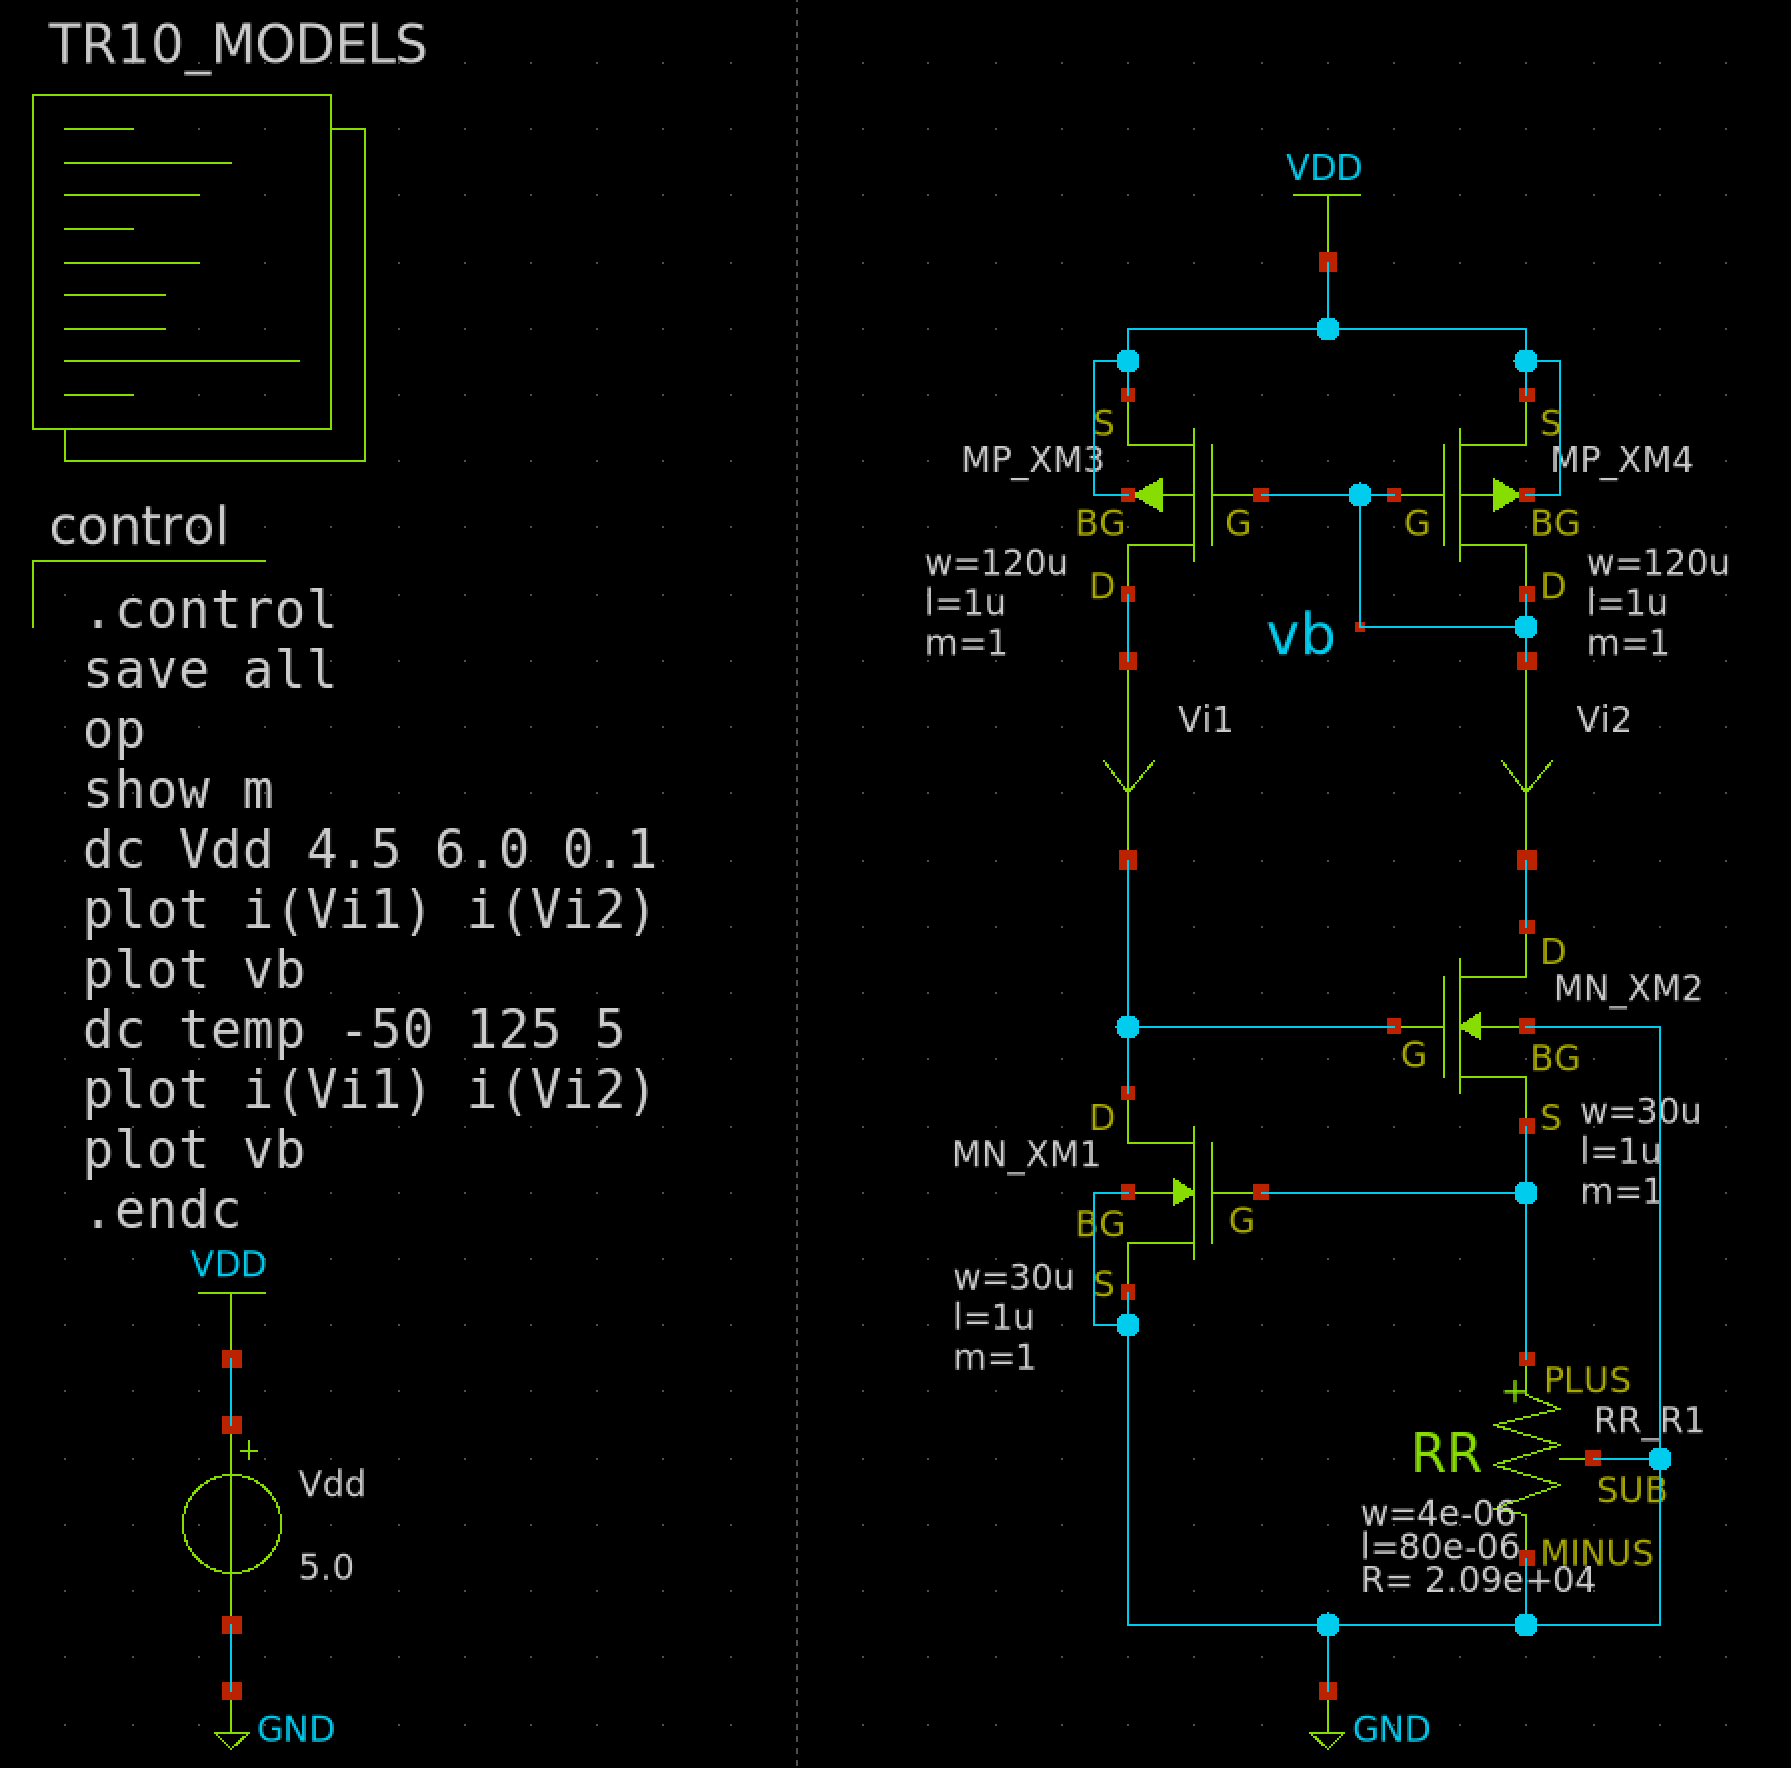 TR10_MODELS
control
.control
save all
op
show m
dc Vdd 4.5 6.0 0.1
plot i(Vi1) i(Vi2)
plot vb
dc temp -50 125 5
plot i(Vi1) i(Vi2)
plot vb
.endc
VDD
+
Vdd
5.0
GND
VDD
S
S
MP_XM3
MP_XM4
BG
G
G
BG
w=120u
l=1u
m=1
D
D
w=120u
l=1u
m=1
vb
Vi1
Vi2
D
MN_XM2
G
BG
S
w=30u
l=1u
m=1
D
MN_XM1
BG
G
S
w=30u
l=1u
m=1
+
PLUS
RR_R1
RR
SUB
w=4e-06
l=80e-06
R= 2.09e+04
MINUS
GND